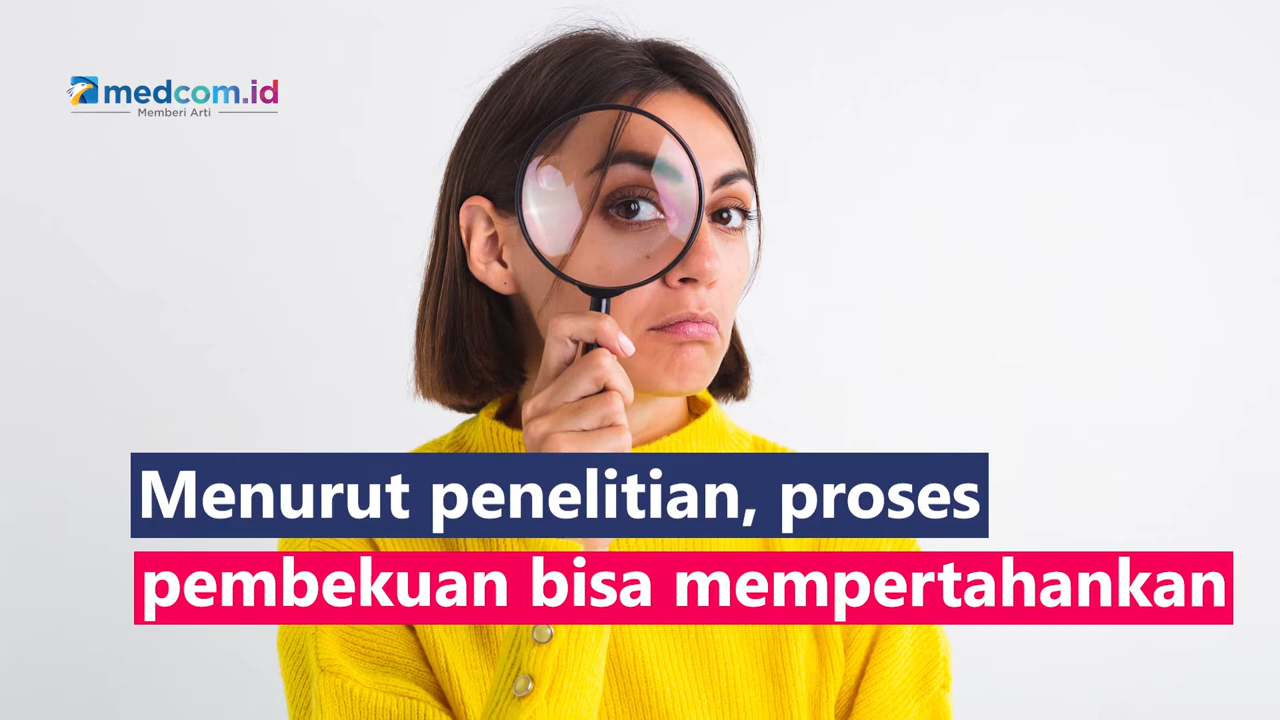 medcom.id
Memberi Arti
Menurut penelitian, proses
pembekuan bisa mempertahankan